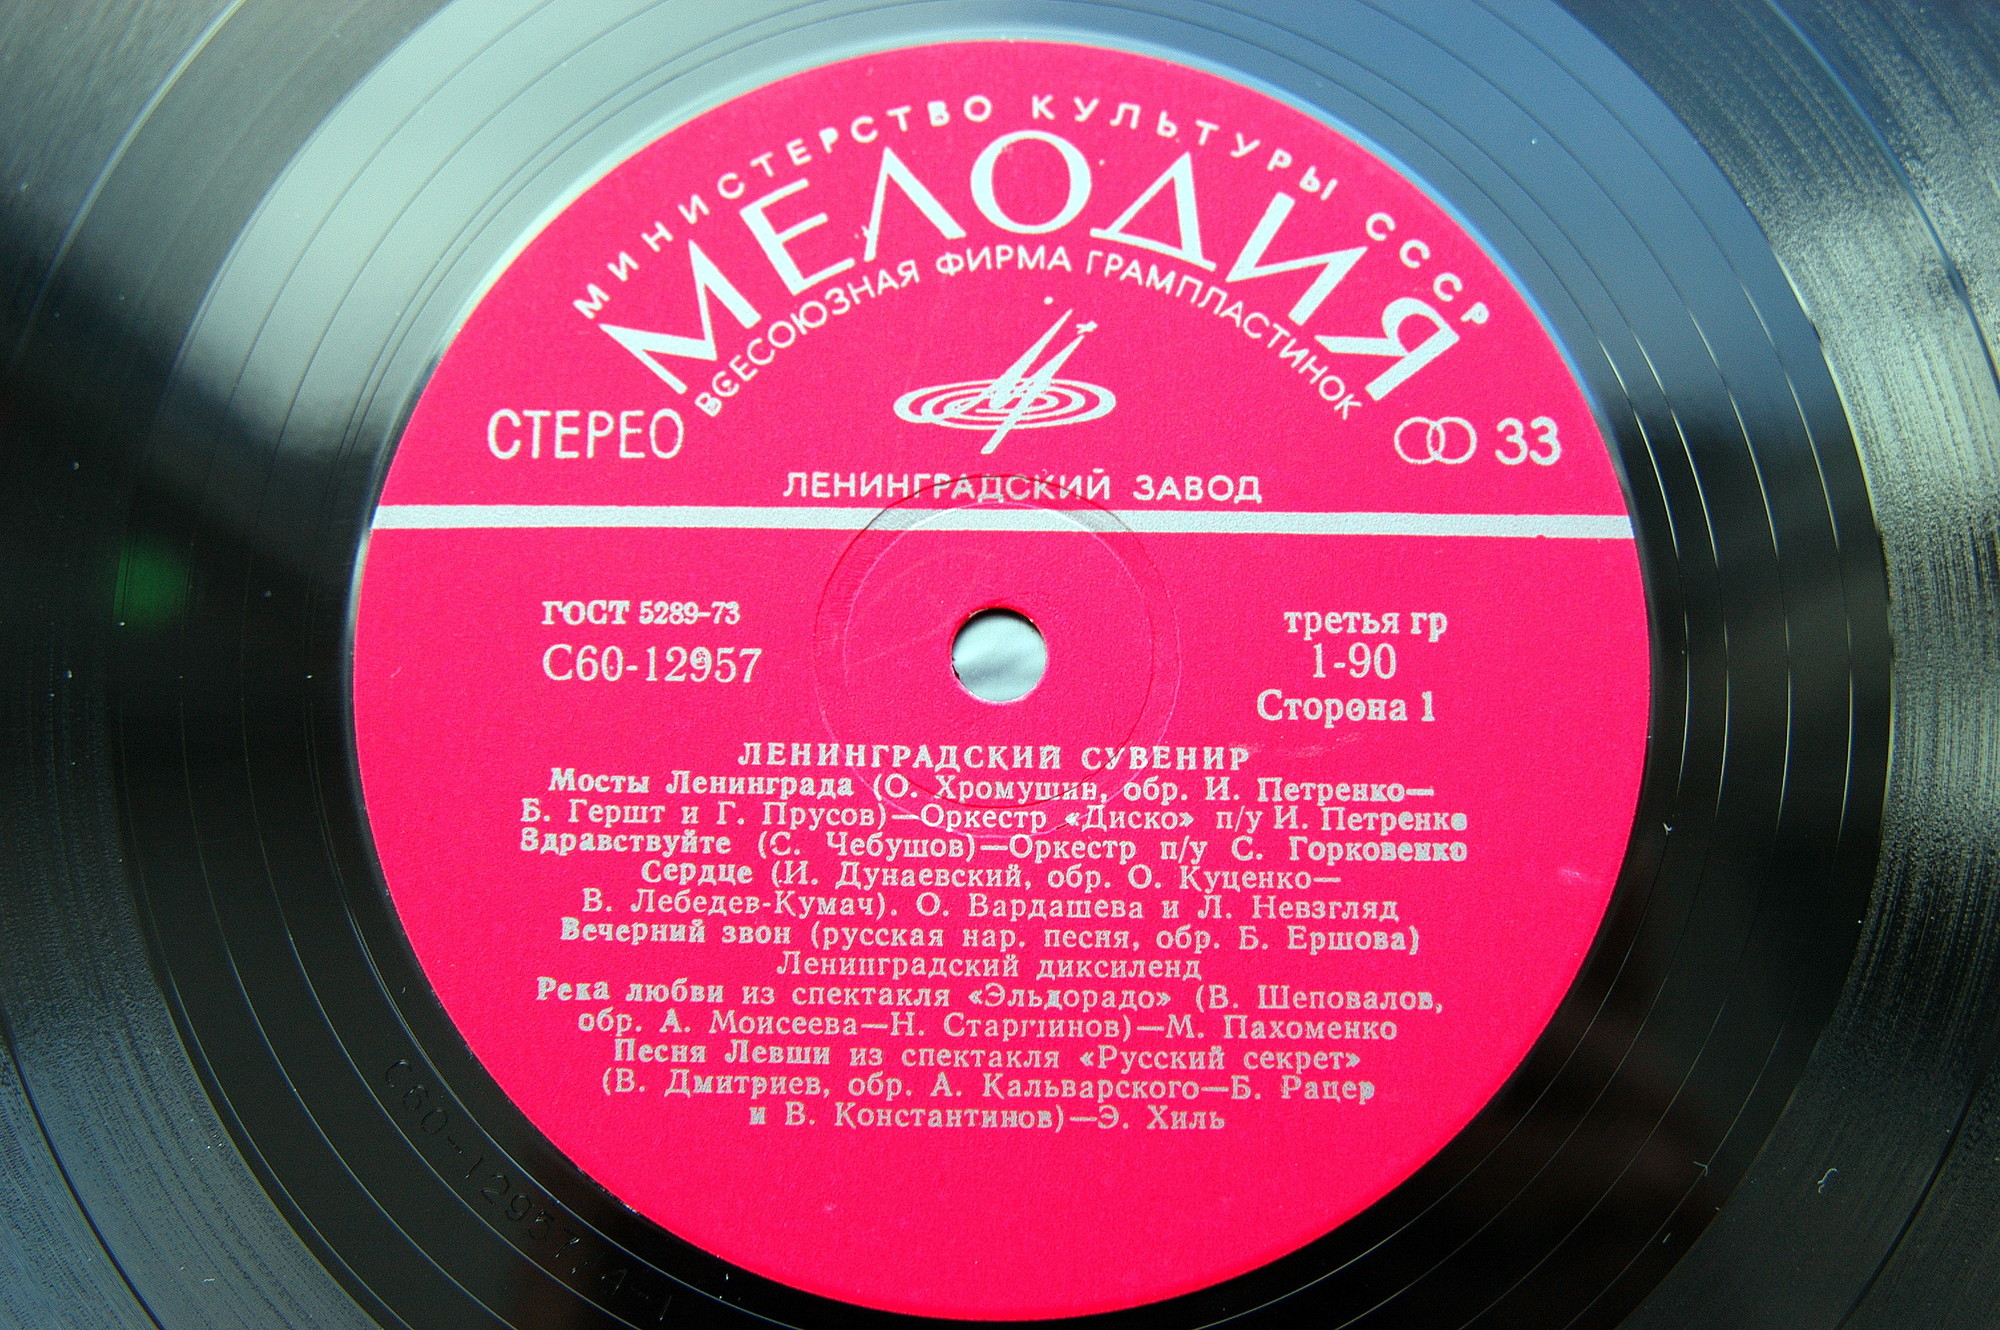 МИНИСТЕРСТВО КУЛЬТУРЫ СССР
МЕЛОДИЯ
ВСЕСОЮЗНАЯ ФИРМА ГРАМПЛАСТИНОК
СТЕРЕО
33
ЛЕНИНГРАДСКИЙ ЗАВОД
ГОСТ 5289-73
С60-12957
третья гр
1-90
Сторона 1
ЛЕНИНГРАДСКИЙ СУВЕНИР
Мосты Ленинграда (О. Хромушин, обр. И. Петренко—
Б. Гершт и Г. Прусов)—Оркестр «Диско» п/у И. Петренко
Здравствуйте (С. Чебушов)—Оркестр п/у С. Горковенко
Сердце (И. Дунаевский, обр. О. Куценко—
В. Лебедев-Кумач). О. Вардашева и Л. Невзгляд
Вечерний звон (русская нар. песня, обр. Б. Ершова)
Ленинградский диксиленд
Река любви из спектакля «Эльдорадо» (В. Шеповалов,
обр. А. Моисеева—Н. Старшинов)—М. Пахоменко
Песня Левши из спектакля «Русский секрет»
(В. Дмитриев, обр. А. Кальварского—Б. Рацер
и В. Константинов)—Э. Хиль
С60-12957/4-1